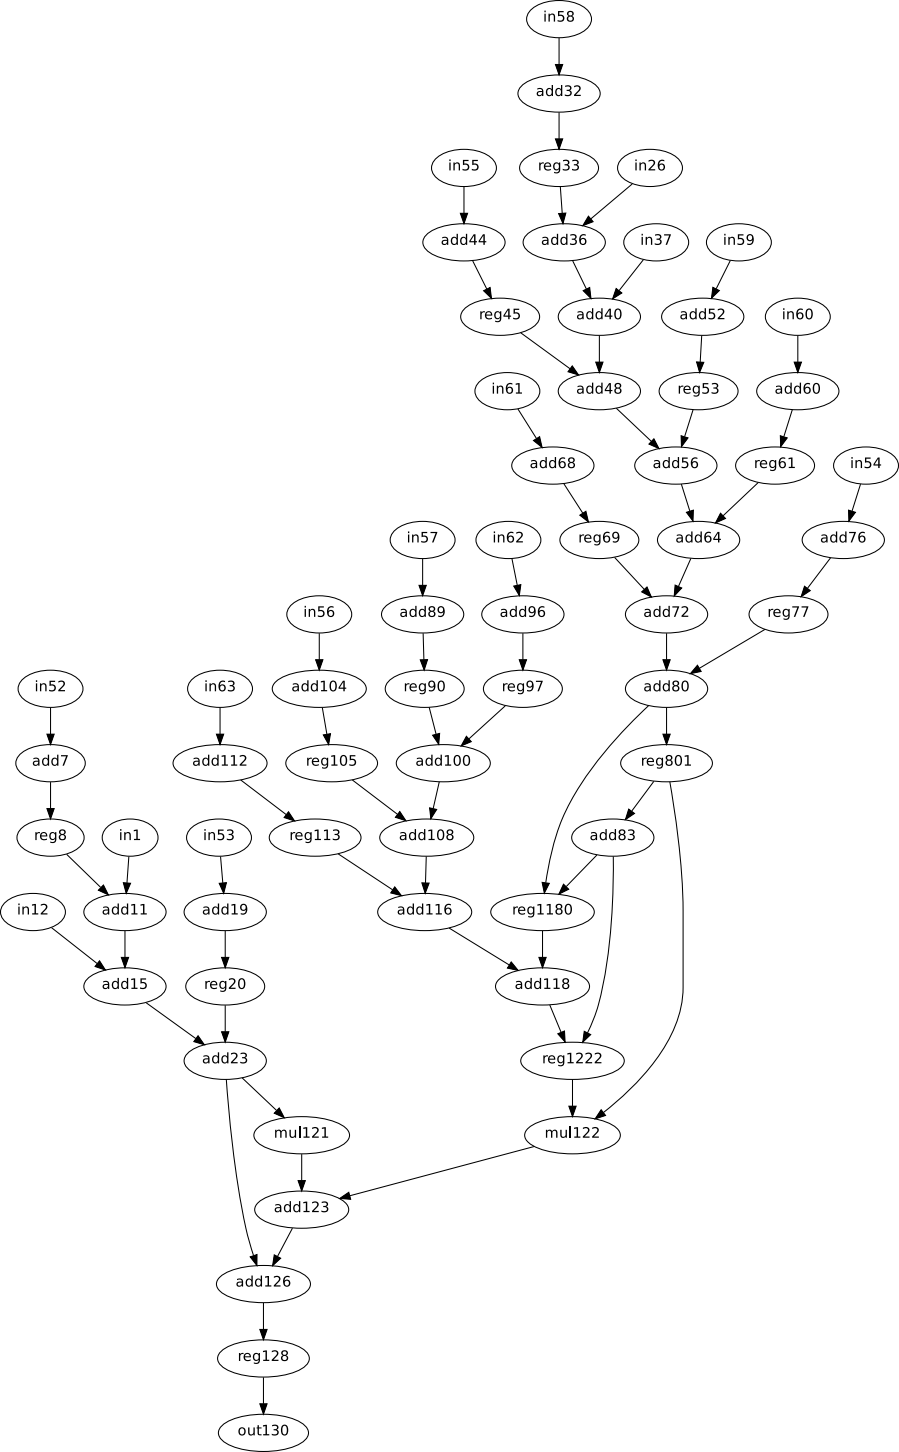 in58
add32
in55
reg33
in26
add44
add36
in37
in59
reg45
add40
add52
in60
in61
add48
reg53
add60
add68
add56
reg61
in54
in57
in62
reg69
add64
add76
in56
add89
add96
add72
reg77
in52
in63
add104
reg90
reg97
add80
add7
add112
reg105
add100
reg801
reg8
in1
in53
reg113
add108
add83
in12
add11
add19
add116
reg1180
add15
reg20
add118
add23
reg1222
mul121
mul122
add123
add126
reg128
out130